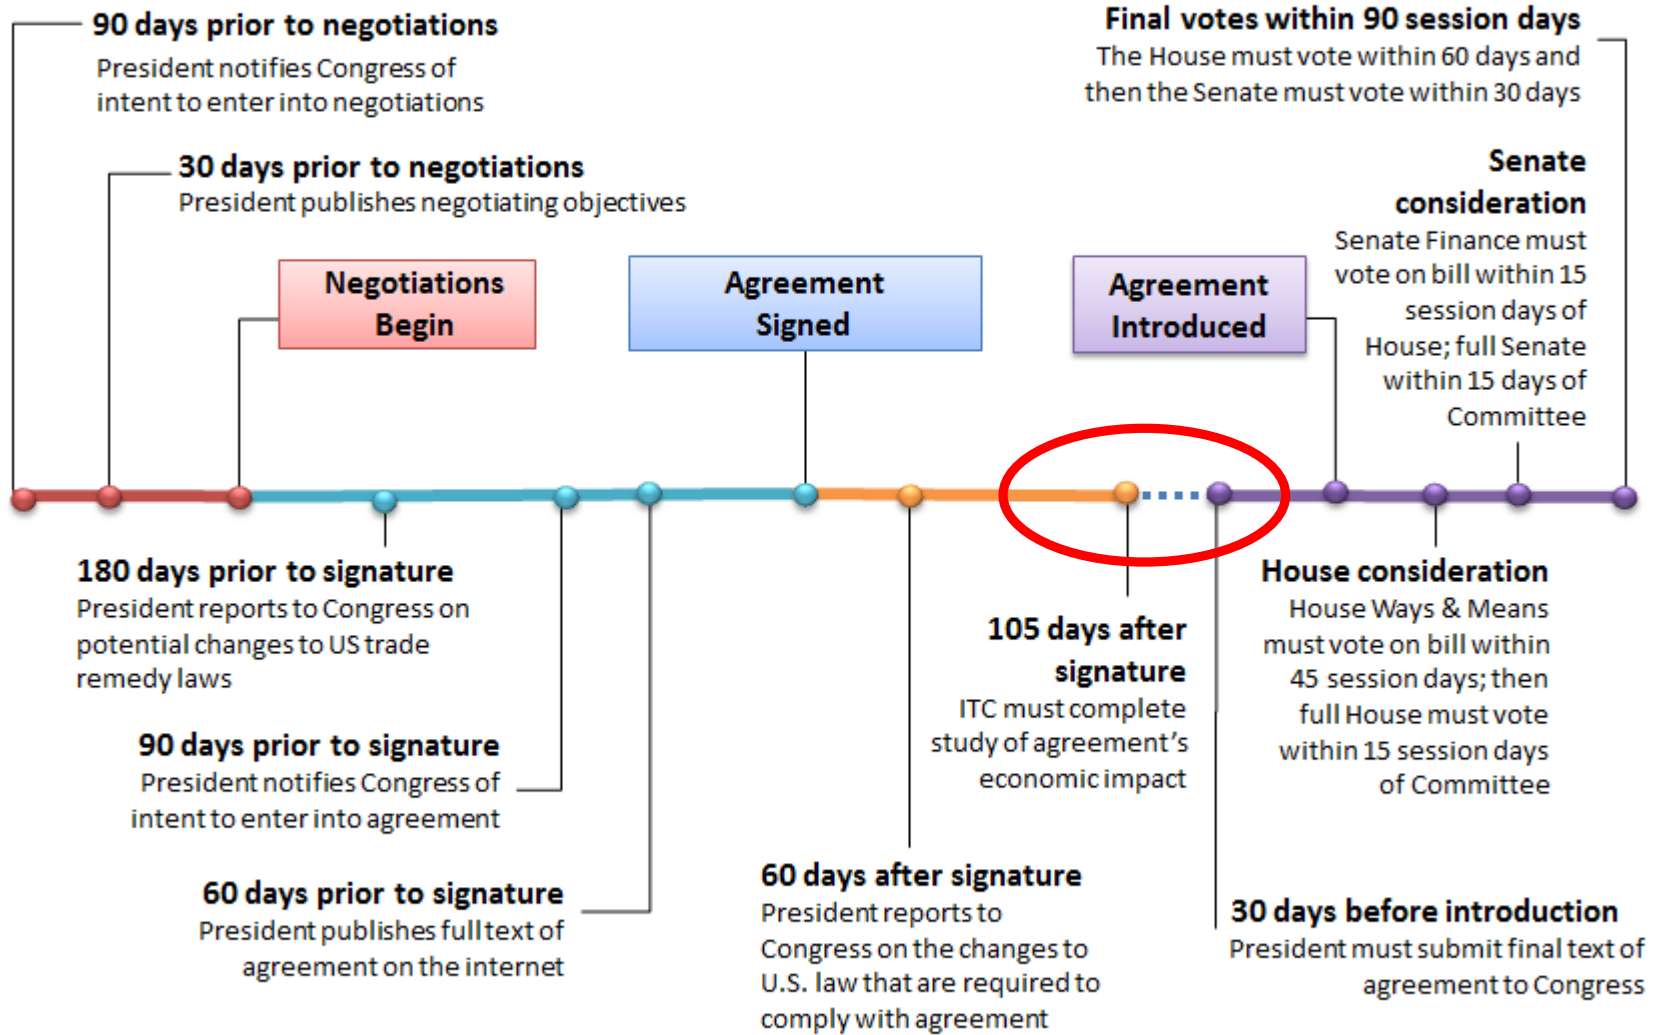 90 days prior to negotiations
President notifies Congress of
intent to enter into negotiations
30 days prior to negotiations
President publishes negotiating objectives
Final votes within 90 session days
The House must vote within 60 days and
then the Senate must vote within 30 days
Senate
consideration
Senate Finance must
vote on bill within 15
session days of
House; full Senate
within 15 days of
Committee
Negotiations
Begin
Agreement
Signed
Agreement
Introduced
180 days prior to signature
President reports to Congress on
potential changes to US trade
remedy laws
90 days prior to signature
President notifies Congress of
intent to enter into agreement
60 days prior to signature
President publishes full text of
agreement on the internet
60 days after signature
President reports to
Congress on the changes to
U.S. law that are required to
comply with agreement
105 days after
signature
ITC must complete
study of agreement's
economic impact
House consideration
House Ways & Means
must vote on bill within
45 session days; then
full House must vote
within 15 session days
of Committee
30 days before introduction
President must submit final text of
agreement to Congress